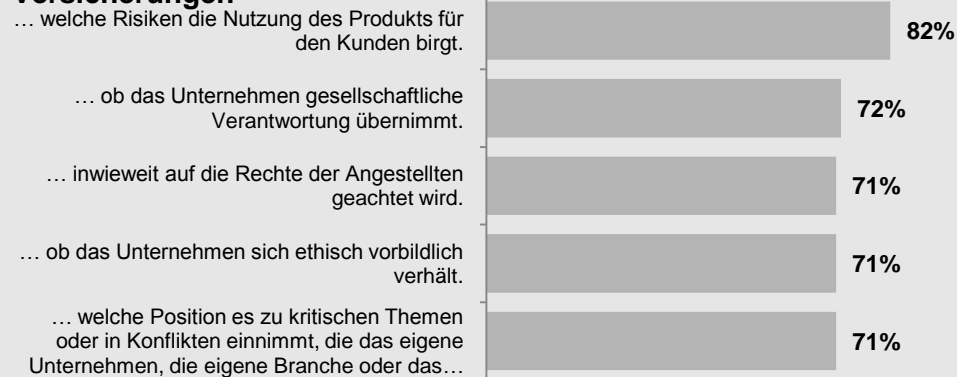 Versicherungen
… welche Risiken die Nutzung des Produkts für
den Kunden birgt.
82%
… ob das Unternehmen gesellschaftliche
Verantwortung übernimmt.
72%
… inwieweit auf die Rechte der Angestellten
geachtet wird.
71%
… ob das Unternehmen sich ethisch vorbildlich
verhält.
71%
… welche Position es zu kritischen Themen
oder in Konflikten einnimmt, die das eigene
Unternehmen, die eigene Branche oder das…
71%